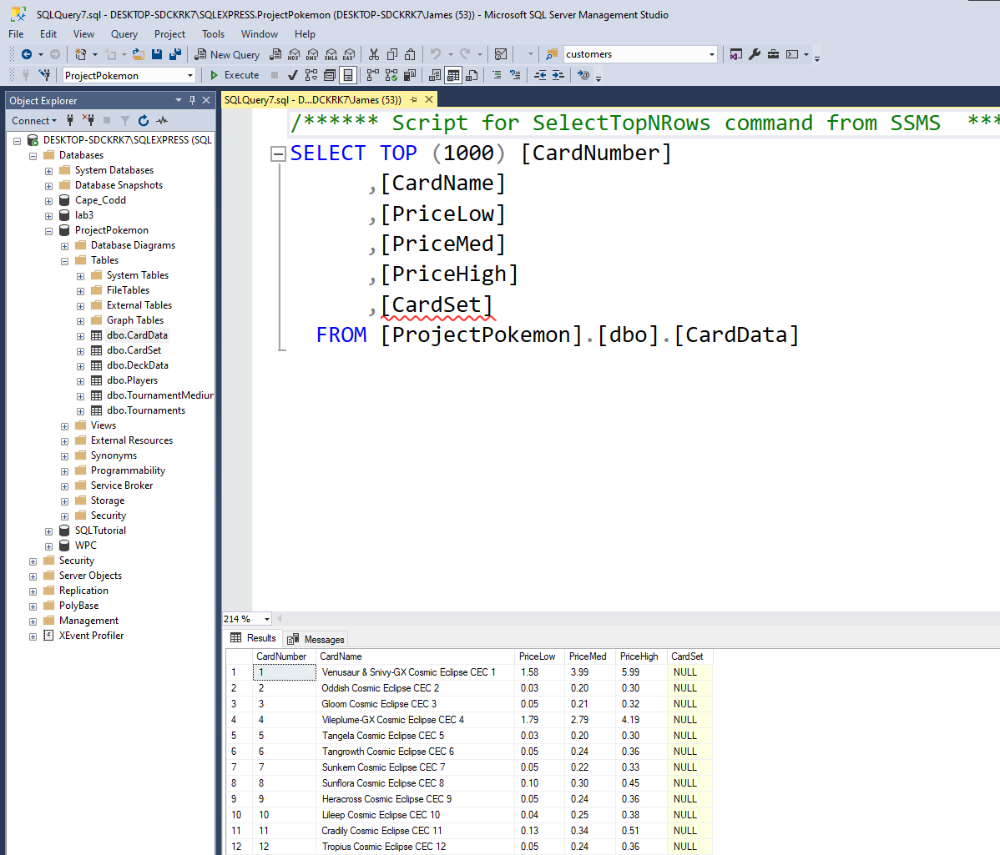 SQLQuery7.sql - DESKTOP-SDCKRK7\SQLEXPRESS.ProjectPokemon (DESKTOP-SDCKRK7\James (53)) - Microsoft SQL Server Management Studio
File Edit View Query Project Tools Window Help
New Query MDX DMX XMLA DAX customers
ProjectPokemon Execute
Object Explorer
Connect
DESKTOP-SDCKRK7\SQLEXPRESS (SQL
Databases
System Databases
Database Snapshots
Cape_Codd
lab3
ProjectPokemon
Database Diagrams
Tables
System Tables
FileTables
External Tables
Graph Tables
dbo.CardData
dbo.CardSet
dbo.DeckData
dbo.Players
dbo.TournamentMediur
dbo.Tournaments
Views
External Resources
Synonyms
Programmability
Service Broker
Storage
Security
SQLTutorial
WPC
Security
Server Objects
Replication
PolyBase
Management
XEvent Profiler
SQLQuery7.sql - D...DCKRK7\James (53))
/****** Script for SelectTopNRows command from SSMS ***
SELECT TOP (1000) [CardNumber]
,[CardName]
,[PriceLow]
,[PriceMed]
,[PriceHigh]
,[CardSet]
FROM [ProjectPokemon].[dbo].[CardData]
214 %
Results Messages
CardNumber CardName PriceLow PriceMed PriceHigh CardSet
1 1 Venusaur & Snivy-GX Cosmic Eclipse CEC 1 1.58 3.99 5.99 NULL
2 2 Oddish Cosmic Eclipse CEC 2 0.03 0.20 0.30 NULL
3 3 Gloom Cosmic Eclipse CEC 3 0.05 0.21 0.32 NULL
4 4 Vileplume-GX Cosmic Eclipse CEC 4 1.79 2.79 4.19 NULL
5 5 Tangela Cosmic Eclipse CEC 5 0.03 0.20 0.30 NULL
6 6 Tangrowth Cosmic Eclipse CEC 6 0.05 0.24 0.36 NULL
7 7 Sunkern Cosmic Eclipse CEC 7 0.05 0.22 0.33 NULL
8 8 Sunflora Cosmic Eclipse CEC 8 0.10 0.30 0.45 NULL
9 9 Heracross Cosmic Eclipse CEC 9 0.05 0.24 0.36 NULL
10 10 Lileep Cosmic Eclipse CEC 10 0.04 0.25 0.38 NULL
11 11 Cradily Cosmic Eclipse CEC 11 0.13 0.34 0.51 NULL
12 12 Tropius Cosmic Eclipse CEC 12 0.05 0.24 0.36 NULL